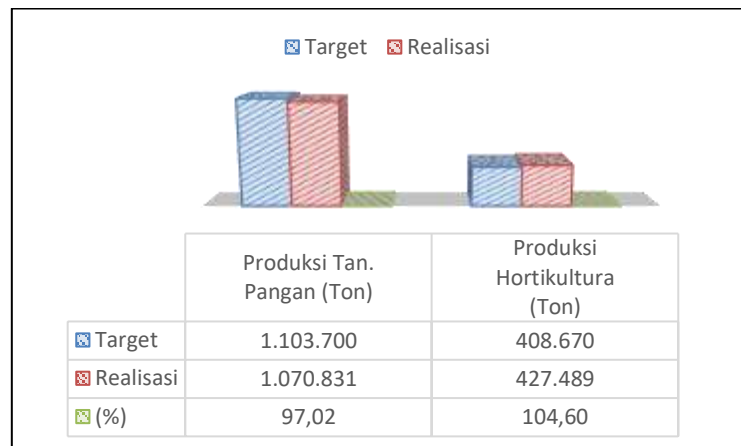 Target Realisasi
Produksi Tan.
Pangan (Ton)
Produksi
Hortikultura
(Ton)
Target 1.103.700 408.670
Realisasi 1.070.831 427.489
(%) 97,02 104,60